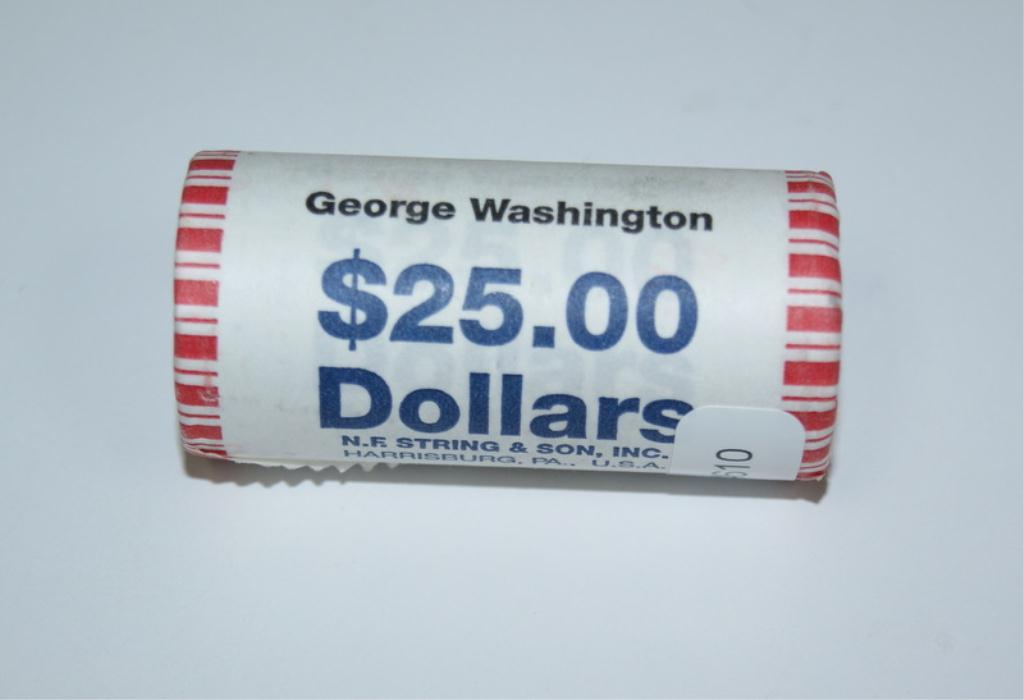 George Washington
$25.00
Dollars
N.F. STRING & SON, INC.
HARRISBURG, PA., U.S.A.